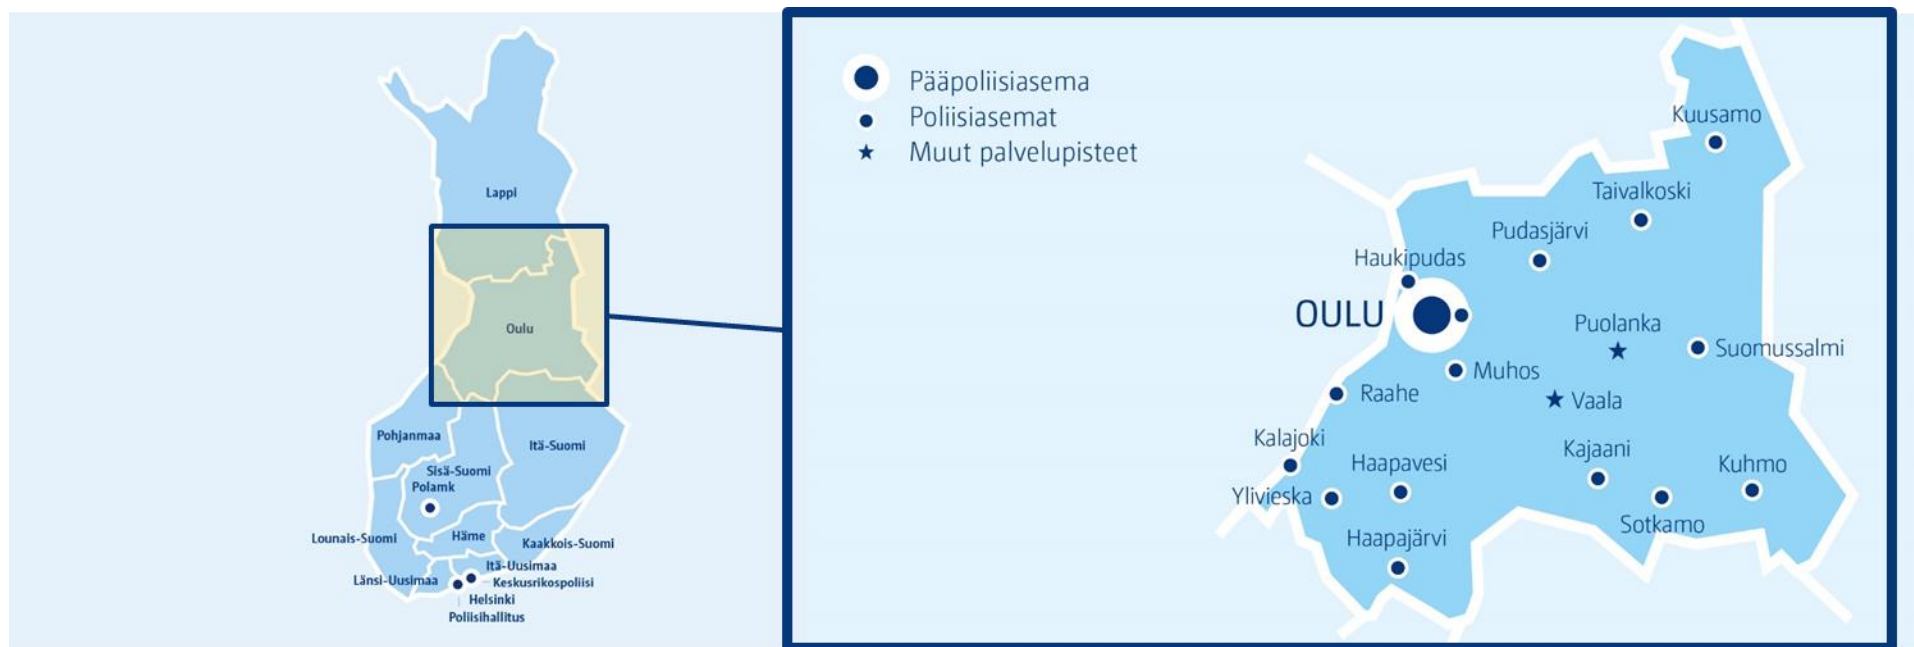 Lappi
Oulu
Pohjanmaa
Itä-Suomi
Sisä-Suomi
Polamk
Lounais-Suomi
Häme
Kaakkois-Suomi
Itä-Uusimaa
Länsi-Uusimaa
Keskusrikospoliisi
Helsinki
Poliisihallitus
Pääpoliisiasema
Poliisiasemat
Muut palvelupisteet
Kuusamo
Taivalkoski
Pudasjärvi
Haukipudas
OULU
Puolanka
Suomussalmi
Muhos
Raahe
Vaala
Kalajoki
Haapavesi
Kajaani
Kuhmo
Ylivieska
Sotkamo
Haapajärvi